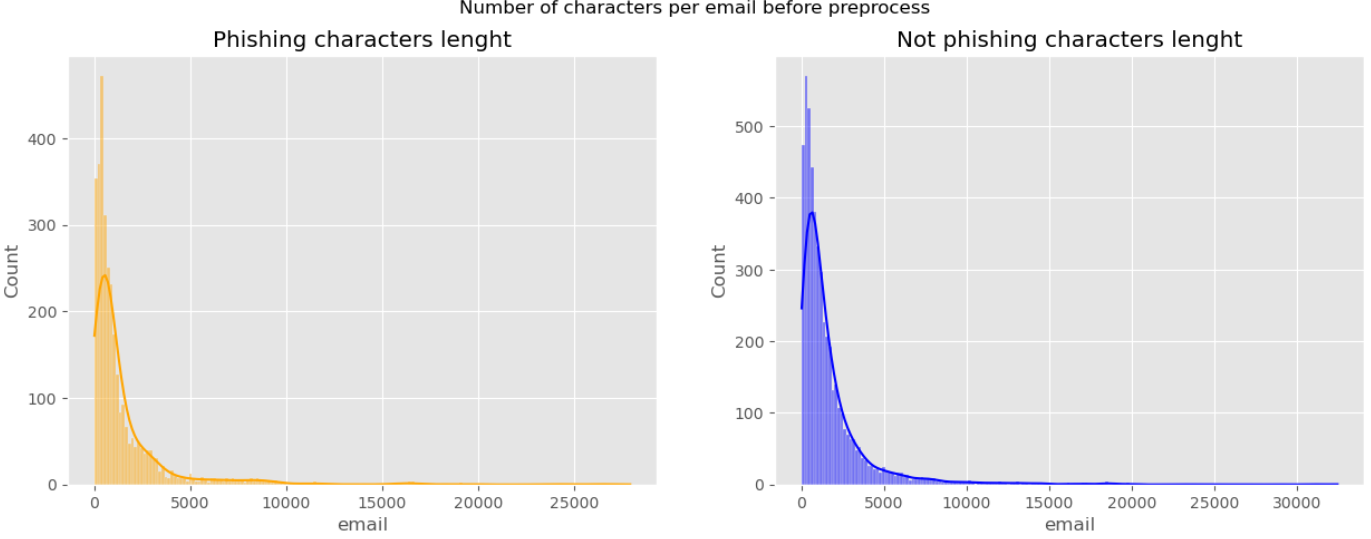 Number of characters per email before preprocess
Phishing characters lenght
Not phishing characters lenght
400
300
200
100
0
Count
0 5000 10000 15000 20000 25000
email
500
400
300
200
100
0
Count
0 5000 10000 15000 20000 25000 30000
email